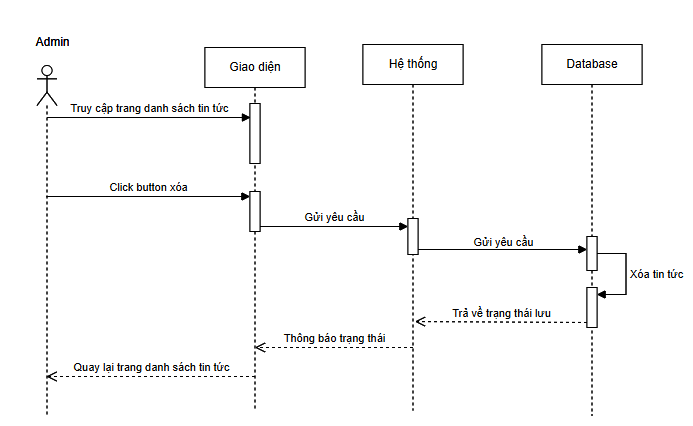 Admin
Giao diện
Hệ thống
Database
Truy cập trang danh sách tin tức
Click button xóa
Gửi yêu cầu
Gửi yêu cầu
Xóa tin tức
Trả về trạng thái lưu
Thông báo trạng thái
Quay lại trang danh sách tin tức